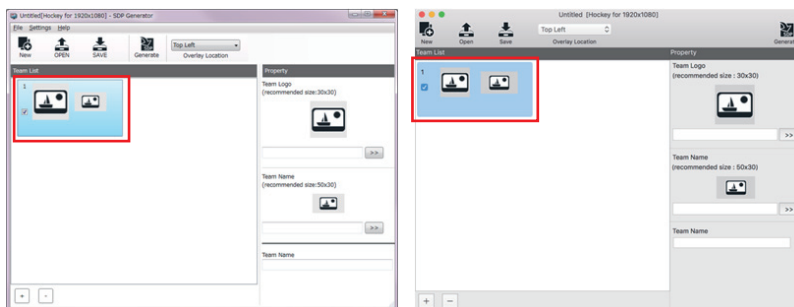 Untitled[Hockey for 1920x1080] - SDP Generator
File Settings Help
New OPEN SAVE Generate Top Left Overlay Location
Team List Property
1
Team Logo
(recommended size:30x30)
>>
Team Name
(recommended size:50x30)
>>
Team Name
+ -
Untitled [Hockey for 1920x1080]
New Open Save Top Left Overlay Location Generate
Team List Property
1
Team Logo
(recommended size : 30x30)
>>
Team Name
(recommended size : 50x30)
>>
Team Name
+ −